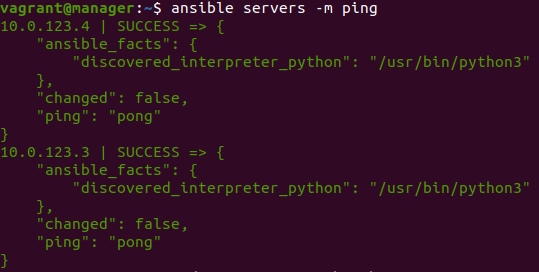 vagrant@manager:~$ ansible servers -m ping
10.0.123.4 | SUCCESS => {
    "ansible_facts": {
        "discovered_interpreter_python": "/usr/bin/python3"
    },
    "changed": false,
    "ping": "pong"
}
10.0.123.3 | SUCCESS => {
    "ansible_facts": {
        "discovered_interpreter_python": "/usr/bin/python3"
    },
    "changed": false,
    "ping": "pong"
}